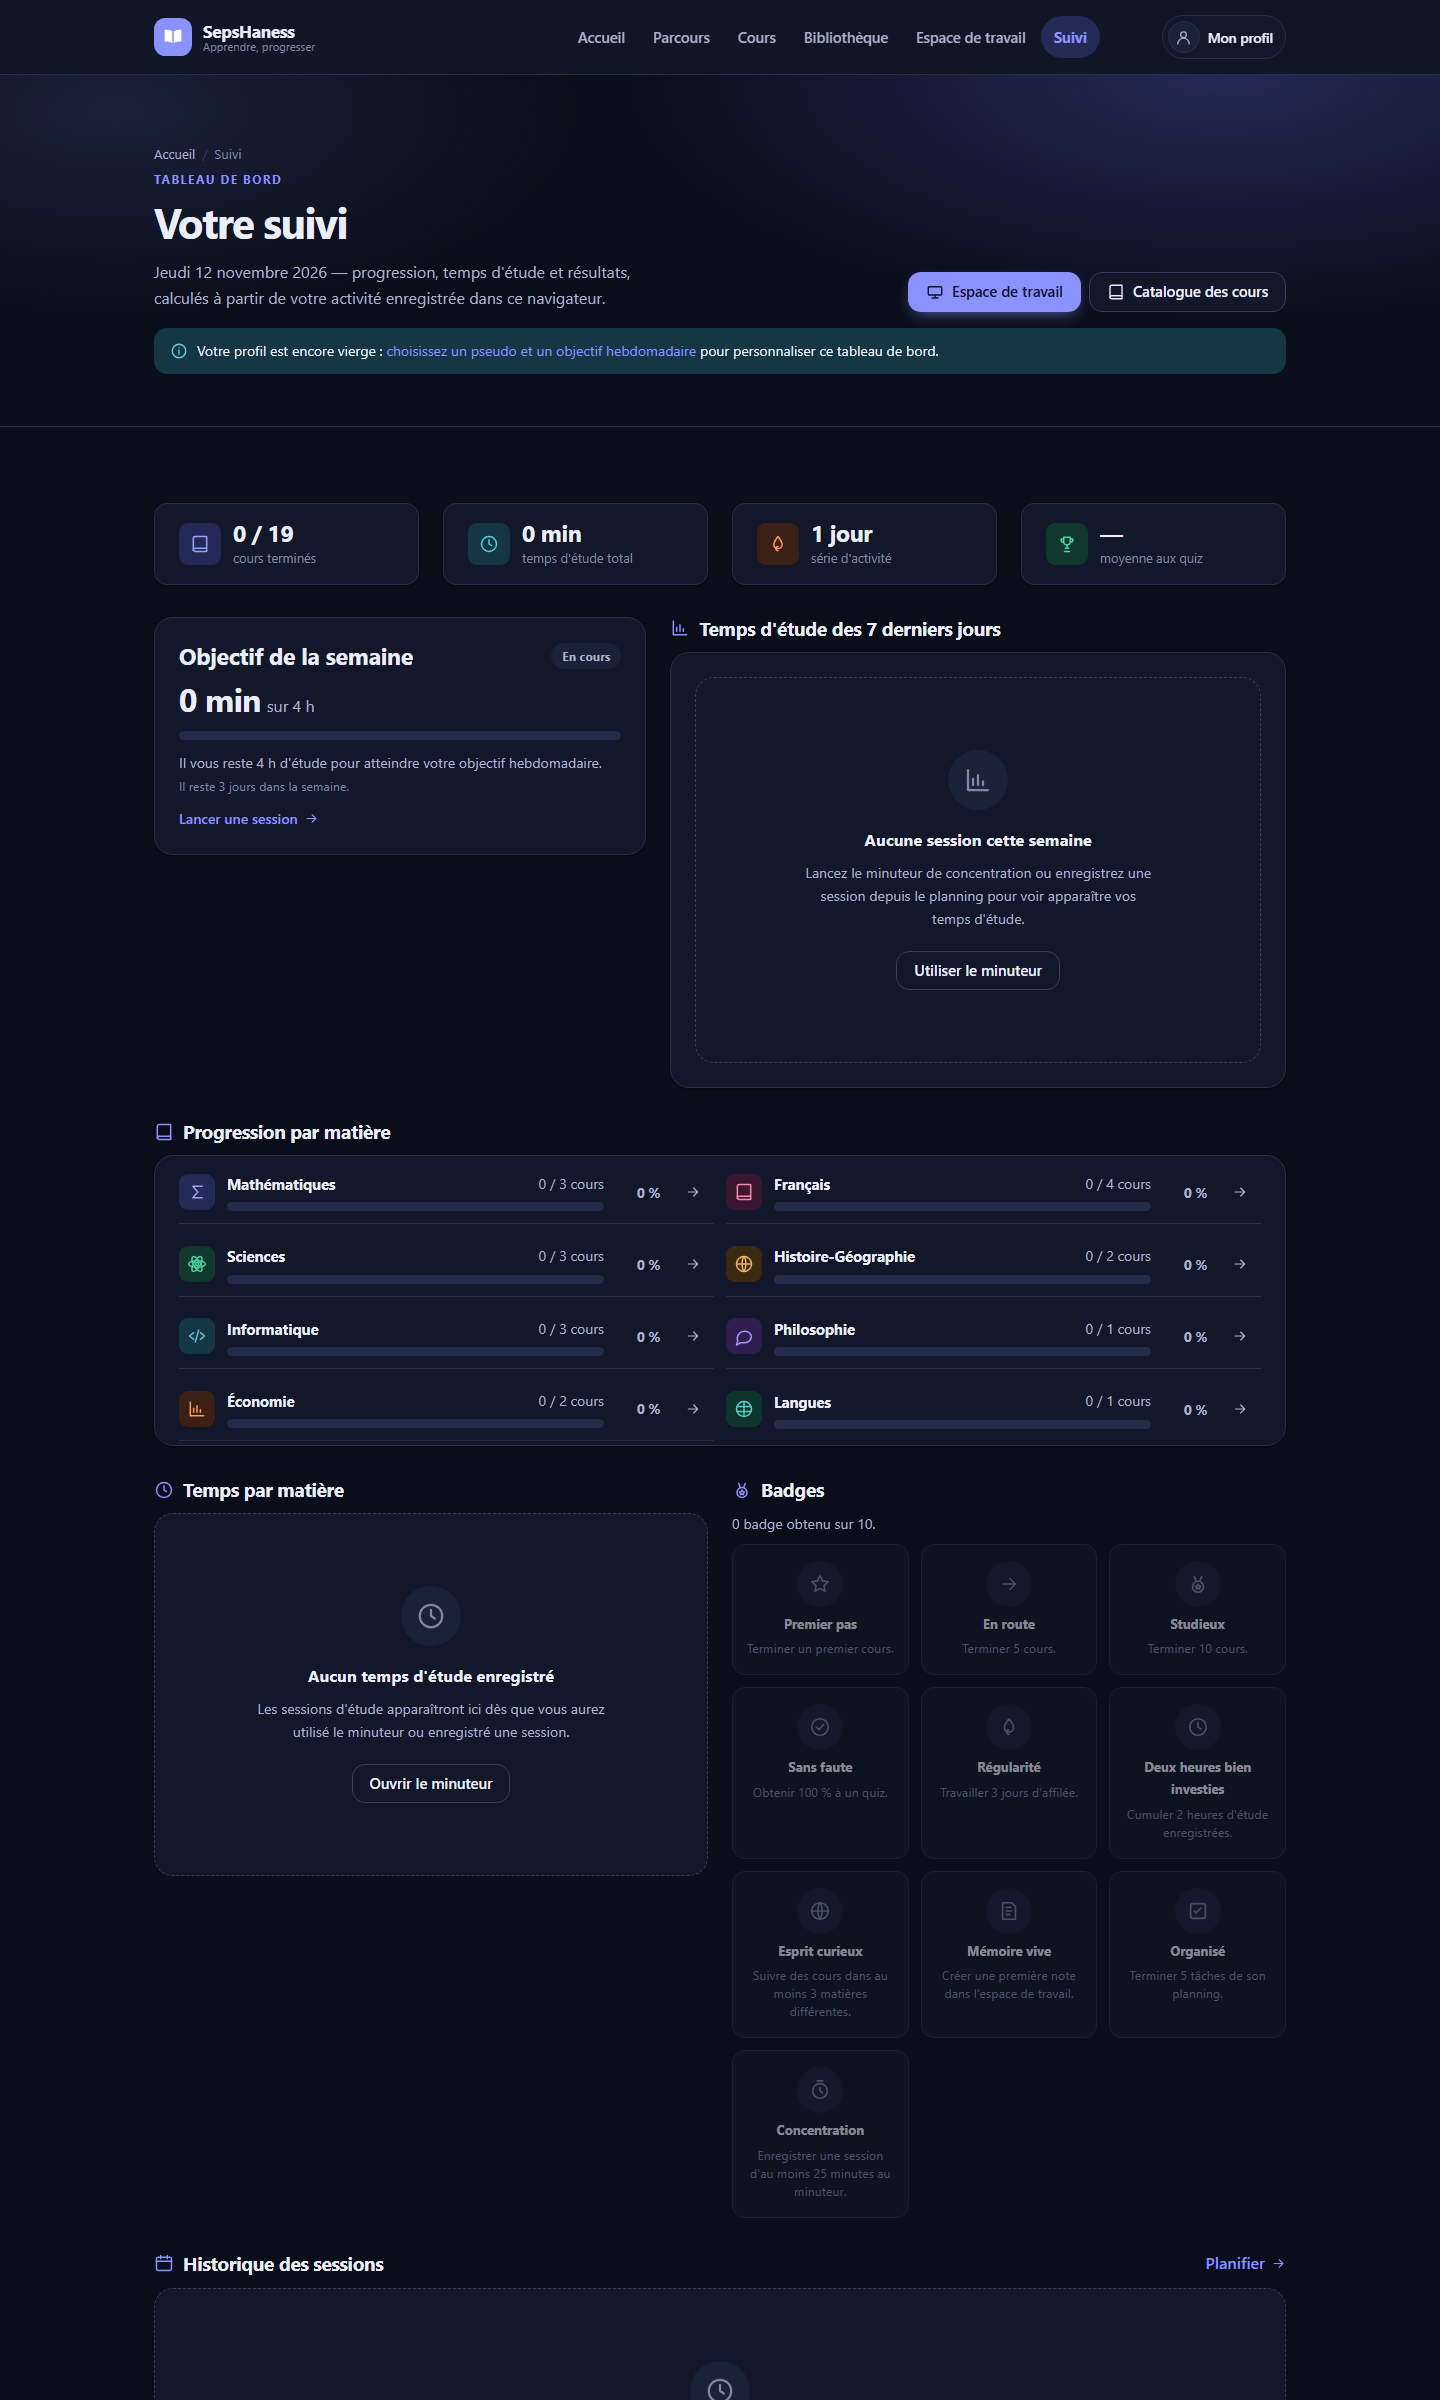 SepsHaness
Apprendre, progresser
Accueil
Parcours
Cours
Bibliothèque
Espace de travail
Suivi
Mon profil
Accueil / Suivi
TABLEAU DE BORD
Votre suivi
Jeudi 12 novembre 2026 — progression, temps d'étude et résultats,
calculés à partir de votre activité enregistrée dans ce navigateur.
Espace de travail
Catalogue des cours
Votre profil est encore vierge : choisissez un pseudo et un objectif hebdomadaire pour personnaliser ce tableau de bord.
0 / 19
cours terminés
0 min
temps d'étude total
1 jour
série d'activité
—
moyenne aux quiz
Objectif de la semaine
En cours
0 min sur 4 h
Il vous reste 4 h d'étude pour atteindre votre objectif hebdomadaire.
Il reste 3 jours dans la semaine.
Lancer une session →
Temps d'étude des 7 derniers jours
Aucune session cette semaine
Lancez le minuteur de concentration ou enregistrez une
session depuis le planning pour voir apparaître vos
temps d'étude.
Utiliser le minuteur
Progression par matière
Mathématiques 0 / 3 cours 0 % →
Français 0 / 4 cours 0 % →
Sciences 0 / 3 cours 0 % →
Histoire-Géographie 0 / 2 cours 0 % →
Informatique 0 / 3 cours 0 % →
Philosophie 0 / 1 cours 0 % →
Économie 0 / 2 cours 0 % →
Langues 0 / 1 cours 0 % →
Temps par matière
Aucun temps d'étude enregistré
Les sessions d'étude apparaîtront ici dès que vous aurez
utilisé le minuteur ou enregistré une session.
Ouvrir le minuteur
Badges
0 badge obtenu sur 10.
Premier pas
Terminer un premier cours.
En route
Terminer 5 cours.
Studieux
Terminer 10 cours.
Sans faute
Obtenir 100 % à un quiz.
Régularité
Travailler 3 jours d'affilée.
Deux heures bien
investies
Cumuler 2 heures d'étude
enregistrées.
Esprit curieux
Suivre des cours dans au
moins 3 matières
différentes.
Mémoire vive
Créer une première note
dans l'espace de travail.
Organisé
Terminer 5 tâches de son
planning.
Concentration
Enregistrer une session
d'au moins 25 minutes au
minuteur.
Historique des sessions
Planifier →